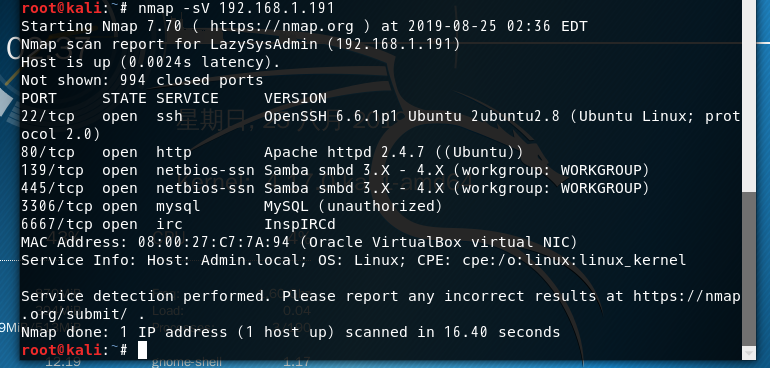 root@kali:~# nmap -sV 192.168.1.191
Starting Nmap 7.70 ( https://nmap.org ) at 2019-08-25 02:36 EDT
Nmap scan report for LazySysAdmin (192.168.1.191)
Host is up (0.0024s latency).
Not shown: 994 closed ports
PORT     STATE SERVICE     VERSION
22/tcp   open  ssh         OpenSSH 6.6.1p1 Ubuntu 2ubuntu2.8 (Ubuntu Linux; prot
ocol 2.0)
80/tcp   open  http        Apache httpd 2.4.7 ((Ubuntu))
139/tcp  open  netbios-ssn Samba smbd 3.X - 4.X (workgroup: WORKGROUP)
445/tcp  open  netbios-ssn Samba smbd 3.X - 4.X (workgroup: WORKGROUP)
3306/tcp open  mysql       MySQL (unauthorized)
6667/tcp open  irc         InspIRCd
MAC Address: 08:00:27:C7:7A:94 (Oracle VirtualBox virtual NIC)
Service Info: Host: Admin.local; OS: Linux; CPE: cpe:/o:linux:linux_kernel
Service detection performed. Please report any incorrect results at https://nmap
.org/submit/ .
Nmap done: 1 IP address (1 host up) scanned in 16.40 seconds
root@kali:~#
12.19 gnome-shell 1.17